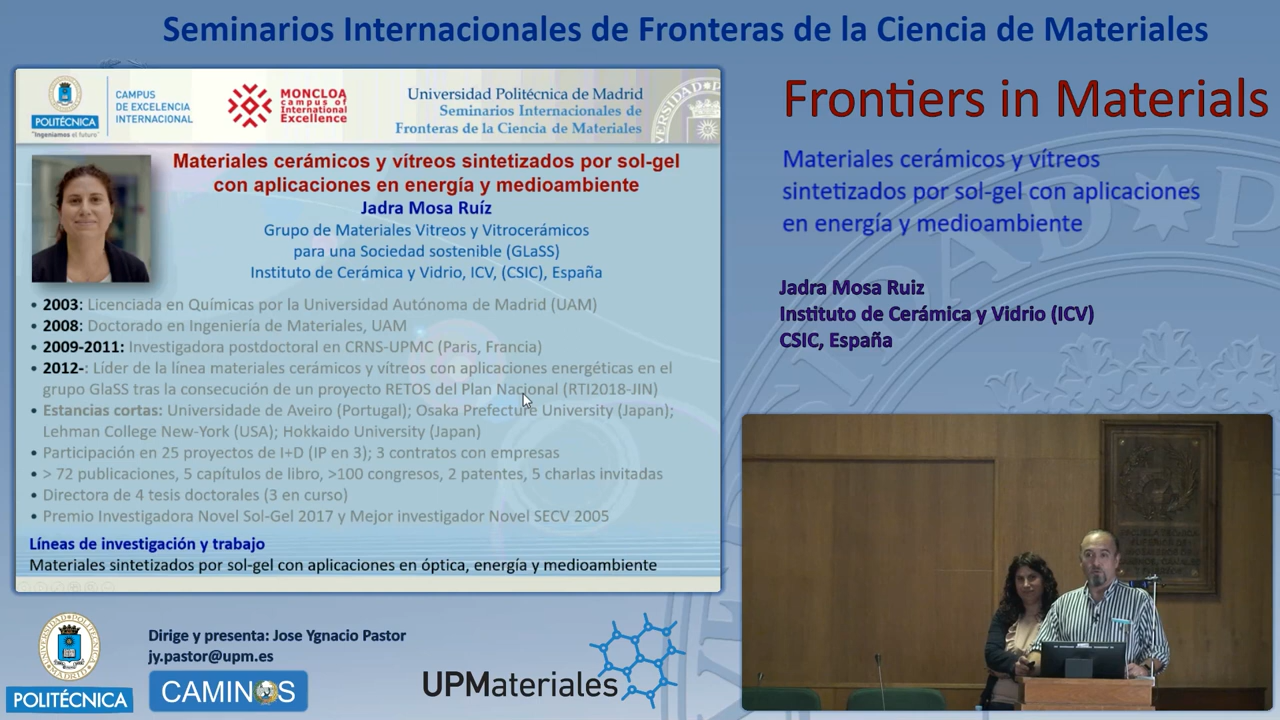 Seminarios Internacionales de Fronteras de la Ciencia de Materiales
POLITÉCNICA
"Ingeniamos el futuro"
CAMPUS
DE EXCELENCIA
INTERNACIONAL
MONCLOA
campus of
International
Excellence
Universidad Politécnica de Madrid
Seminarios Internacionales de
Fronteras de la Ciencia de Materiales
Materiales cerámicos y vítreos sintetizados por sol-gel
con aplicaciones en energía y medioambiente
Jadra Mosa Ruíz
Grupo de Materiales Vitreos y Vitrocerámicos
para una Sociedad sostenible (GLaSS)
Instituto de Cerámica y Vidrio, ICV, (CSIC), España
• 2003: Licenciada en Químicas por la Universidad Autónoma de Madrid (UAM)
• 2008: Doctorado en Ingeniería de Materiales, UAM
• 2009-2011: Investigadora postdoctoral en CRNS-UPMC (Paris, Francia)
• 2012-: Líder de la línea materiales cerámicos y vítreos con aplicaciones energéticas en el
grupo GlaSS tras la consecución de un proyecto RETOS del Plan Nacional (RTI2018-JIN)
• Estancias cortas: Universidade de Aveiro (Portugal); Osaka Prefecture University (Japan);
Lehman College New-York (USA); Hokkaido University (Japan)
• Participación en 25 proyectos de I+D (IP en 3); 3 contratos con empresas
• > 72 publicaciones, 5 capítulos de libro, >100 congresos, 2 patentes, 5 charlas invitadas
• Directora de 4 tesis doctorales (3 en curso)
• Premio Investigadora Novel Sol-Gel 2017 y Mejor investigador Novel SECV 2005
Líneas de investigación y trabajo
Materiales sintetizados por sol-gel con aplicaciones en óptica, energía y medioambiente
Frontiers in Materials
Materiales cerámicos y vítreos
sintetizados por sol-gel con aplicaciones
en energía y medioambiente
Jadra Mosa Ruiz
Instituto de Cerámica y Vidrio (ICV)
CSIC, España
Dirige y presenta: Jose Ygnacio Pastor
jy.pastor@upm.es
POLITÉCNICA
CAMINOS
UPMateriales